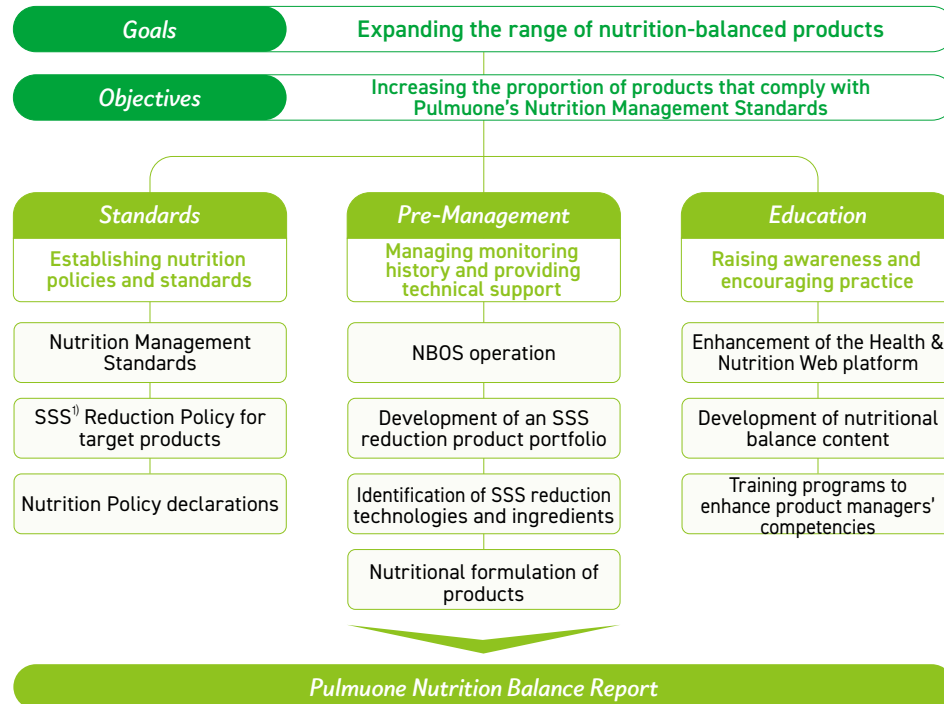 Goals
Expanding the range of nutrition-balanced products
Objectives
Increasing the proportion of products that comply with
Pulmuone's Nutrition Management Standards
Standards
Establishing nutrition
policies and standards
Nutrition Management
Standards
SSS1) Reduction Policy for
target products
Nutrition Policy declarations
Pre-Management
Managing monitoring
history and providing
technical support
NBOS operation
Development of an SSS
reduction product portfolio
Identification of SSS reduction
technologies and ingredients
Nutritional formulation of
products
Education
Raising awareness and
encouraging practice
Enhancement of the Health &
Nutrition Web platform
Development of nutritional
balance content
Training programs to
enhance product managers'
competencies
Pulmuone Nutrition Balance Report